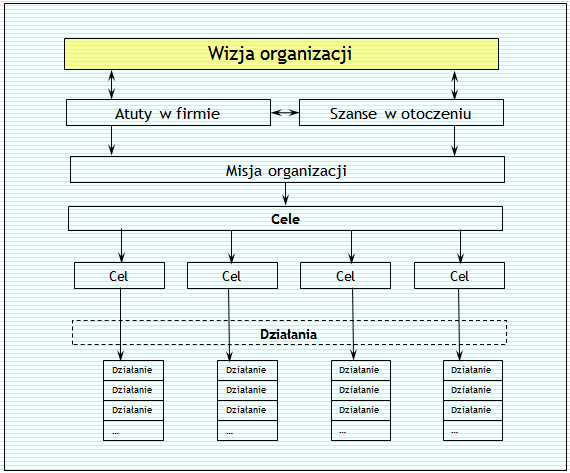 Wizja organizacji
Atuty w firmie
Szanse w otoczeniu
Misja organizacji
Cele
Cel
Cel
Cel
Cel
Działania
Działanie
Działanie
Działanie
...
Działanie
Działanie
Działanie
...
Działanie
Działanie
Działanie
...
Działanie
Działanie
Działanie
...